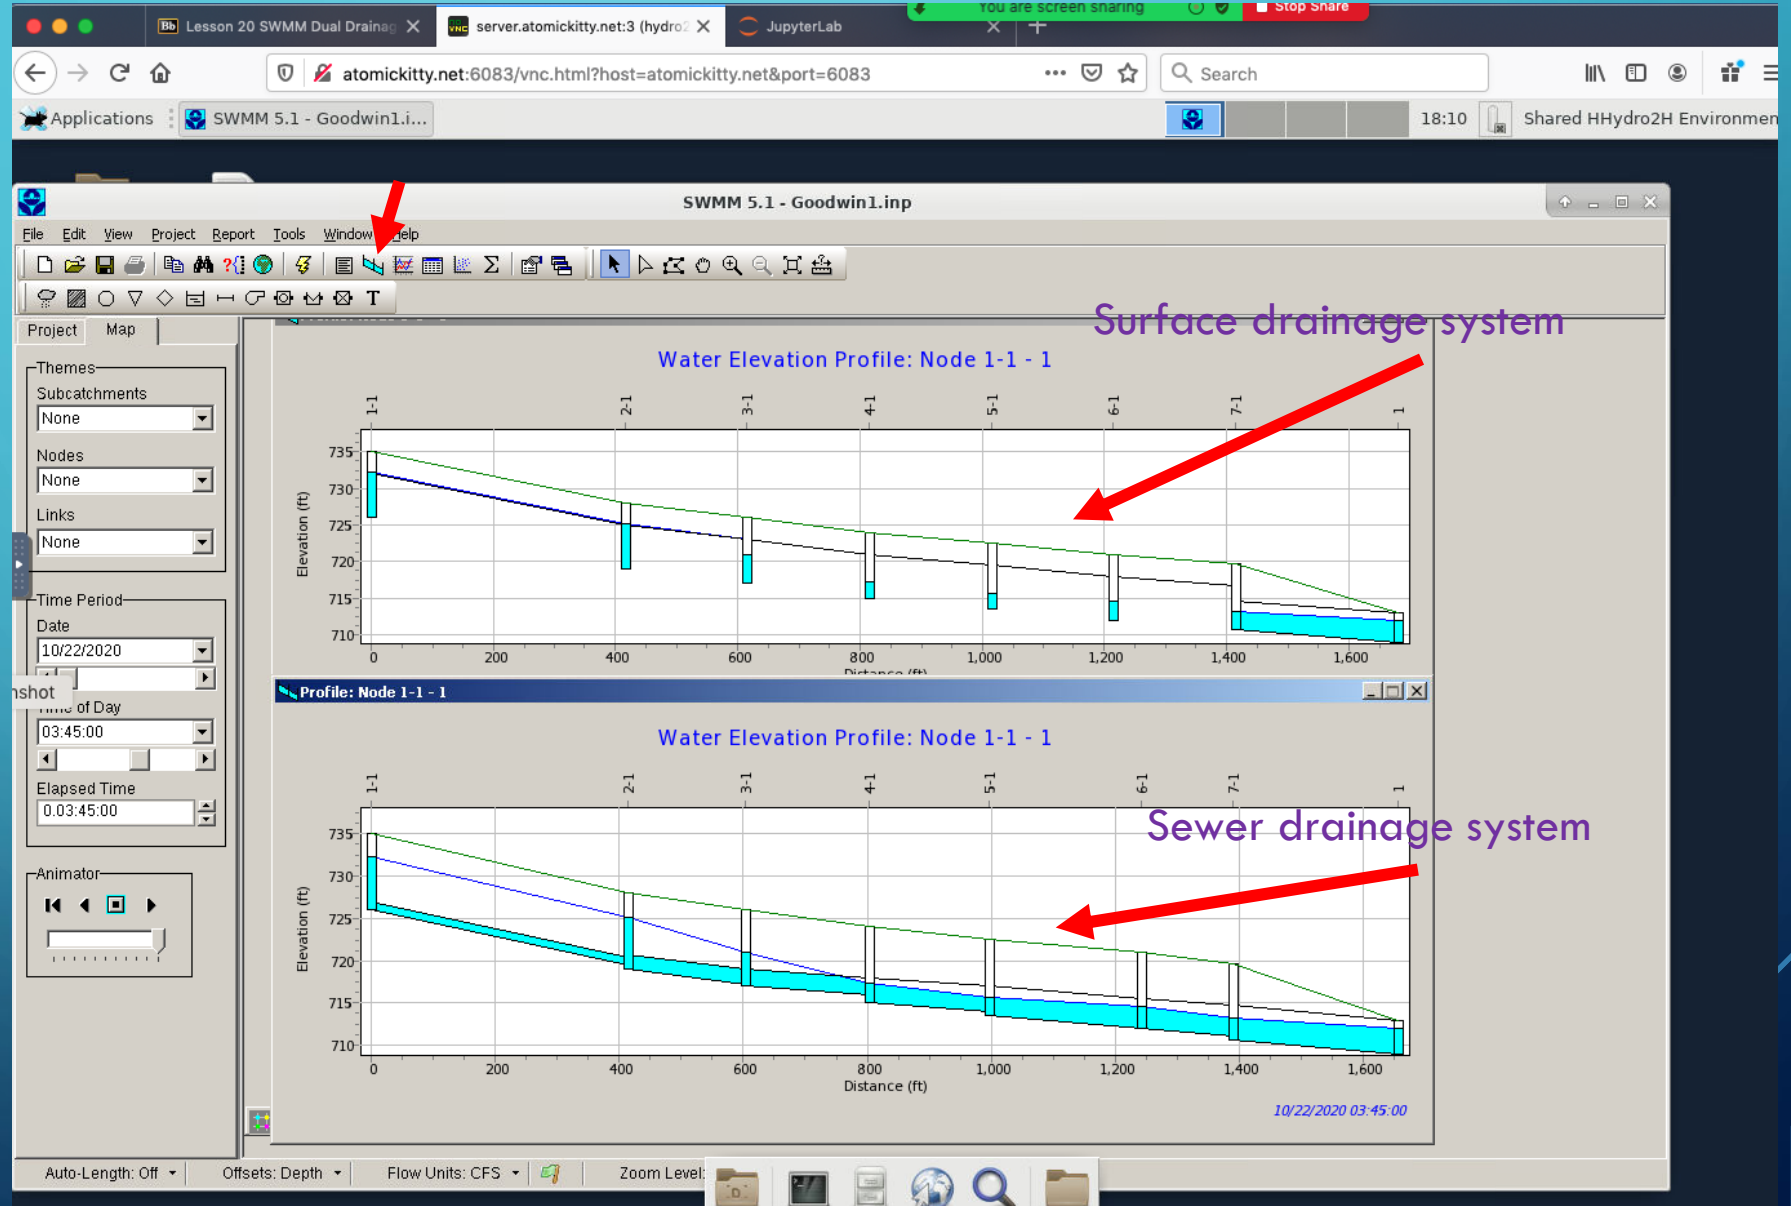 You are screen sharing
Stop Share
Bb Lesson 20 SWMM Dual Drainag
server.atomickitty.net:3 (hydro2
JupyterLab
atomickitty.net:6083/vnc.html?host=atomickitty.net&port=6083
Search
Applications
SWMM 5.1 - Goodwin1.i...
18:10
Shared HHydro2H Environmen
SWMM 5.1 - Goodwin1.inp
File Edit View Project Report Tools Window Help
T
Project Map
Surface drainage system
Themes
Subcatchments
None
Nodes
None
Links
None
Time Period
Date
10/22/2020
nshot
Time of Day
03:45:00
Elapsed Time
0.03:45:00
Animator
Water Elevation Profile: Node 1-1 - 1
1-1 2-1 3-1 4-1 5-1 6-1 7-1 1
735
730
725
720
715
710
Elevation (ft)
0 200 400 600 800 1,000 1,200 1,400 1,600
Distance (ft)
Profile: Node 1-1 - 1
Water Elevation Profile: Node 1-1 - 1
1-1 2-1 3-1 4-1 5-1 6-1 7-1 1
Sewer drainage system
735
730
725
720
715
710
Elevation (ft)
0 200 400 600 800 1,000 1,200 1,400 1,600
Distance (ft)
10/22/2020 03:45:00
Auto-Length: Off Offsets: Depth Flow Units: CFS Zoom Level: